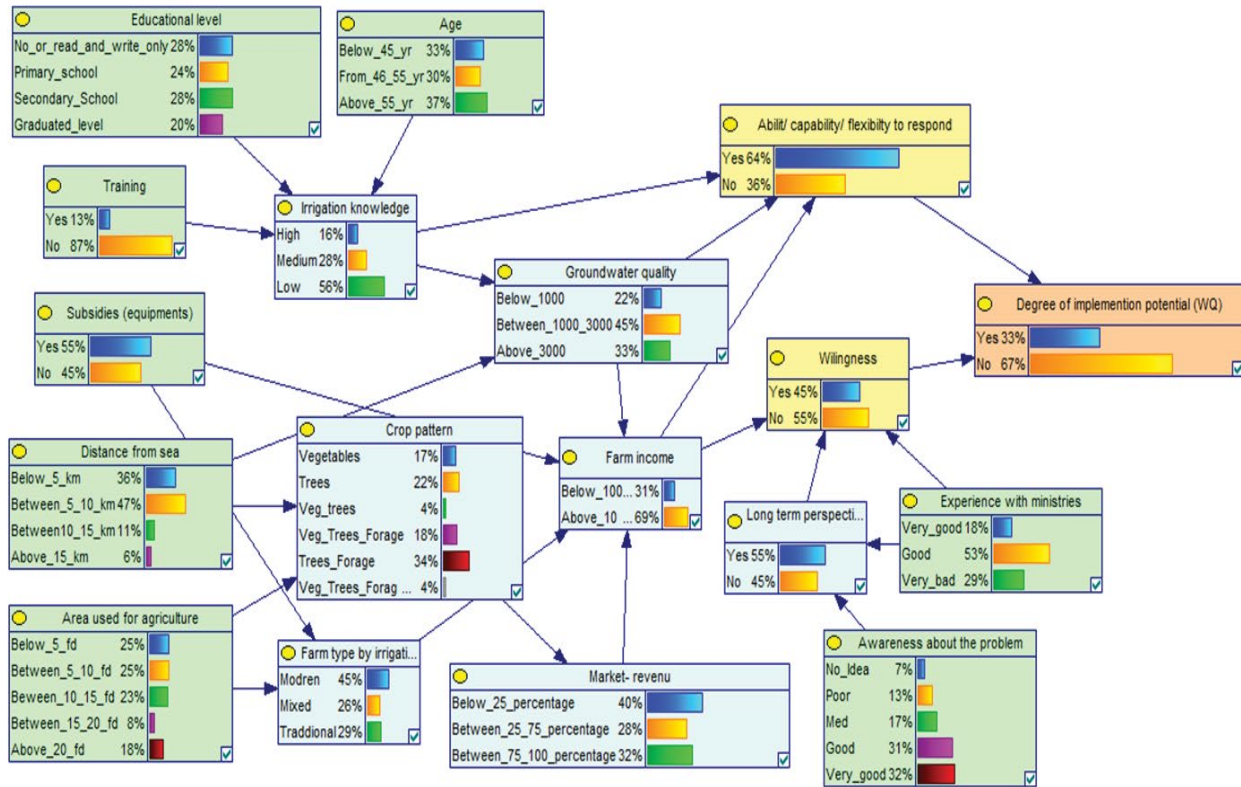 Educational level
No_or_read_and_write_only 28%
Primary_school 24%
Secondary_School 28%
Graduated_level 20%
Age
Below_45_yr 33%
From_46_55_yr 30%
Above_55_yr 37%
Training
Yes 13%
No 87%
Irrigation knowledge
High 16%
Medium 28%
Low 56%
Abilit/ capability/ flexibilty to respond
Yes 64%
No 36%
Subsidies (equipments)
Yes 55%
No 45%
Groundwater quality
Below_1000 22%
Between_1000_3000 45%
Above_3000 33%
Degree of implemention potential (WQ)
Yes 33%
No 67%
Wilingness
Yes 45%
No 55%
Distance from sea
Below_5_km 36%
Between_5_10_km 47%
Between10_15_km 11%
Above_15_km 6%
Crop pattern
Vegetables 17%
Trees 22%
Veg_trees 4%
Veg_Trees_Forage 18%
Trees_Forage 34%
Veg_Trees_Forag ... 4%
Farm income
Below_100... 31%
Above_10 ... 69%
Long term perspecti...
Yes 55%
No 45%
Experience with ministries
Very_good 18%
Good 53%
Very_bad 29%
Area used for agriculture
Below_5_fd 25%
Between_5_10_fd 25%
Beween_10_15_fd 23%
Between_15_20_fd 8%
Above_20_fd 18%
Farm type by irrigati...
Modren 45%
Mixed 26%
Traddional 29%
Market- revenu
Below_25_percentage 40%
Between_25_75_percentage 28%
Between_75_100_percentage 32%
Awareness about the problem
No_Idea 7%
Poor 13%
Med 17%
Good 31%
Very_good 32%